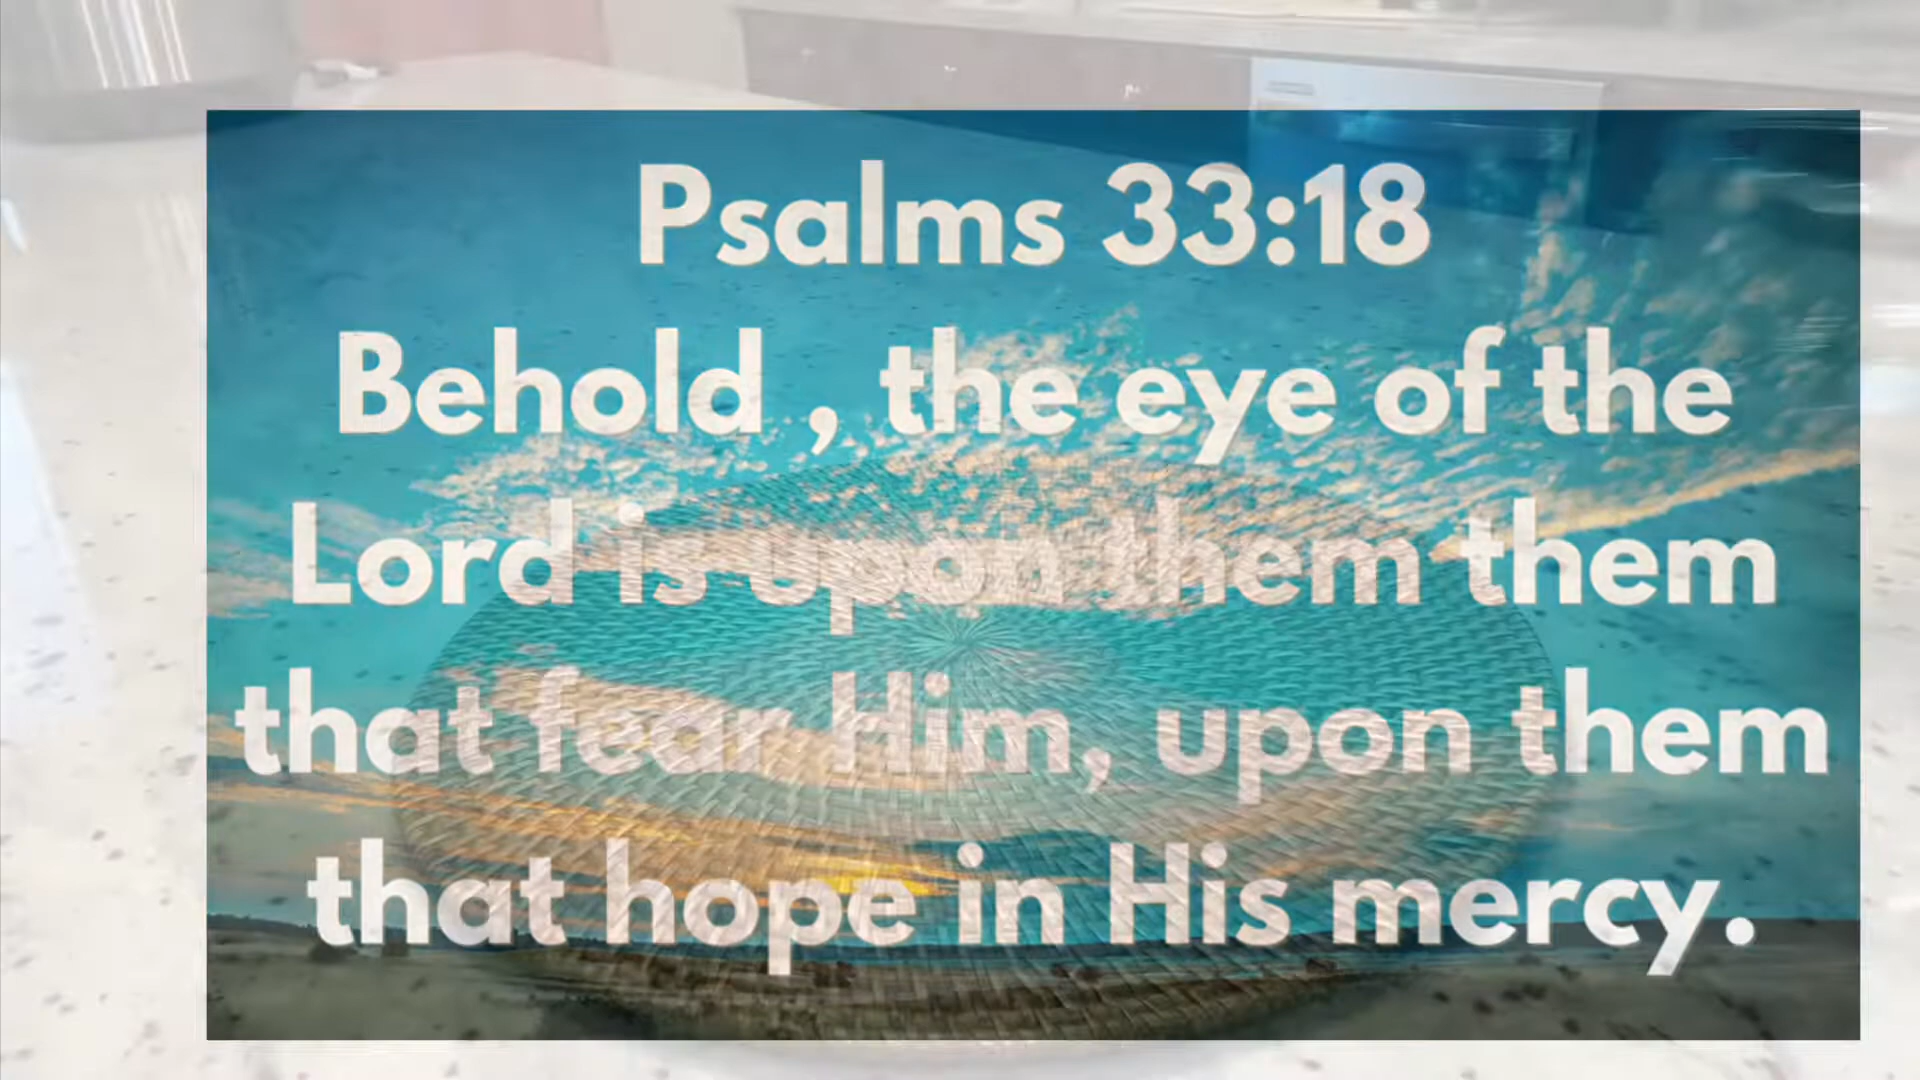 Psalms 33:18
Behold , the eye of the
Lord is upon them them
that fear Him, upon them
that hope in His mercy.